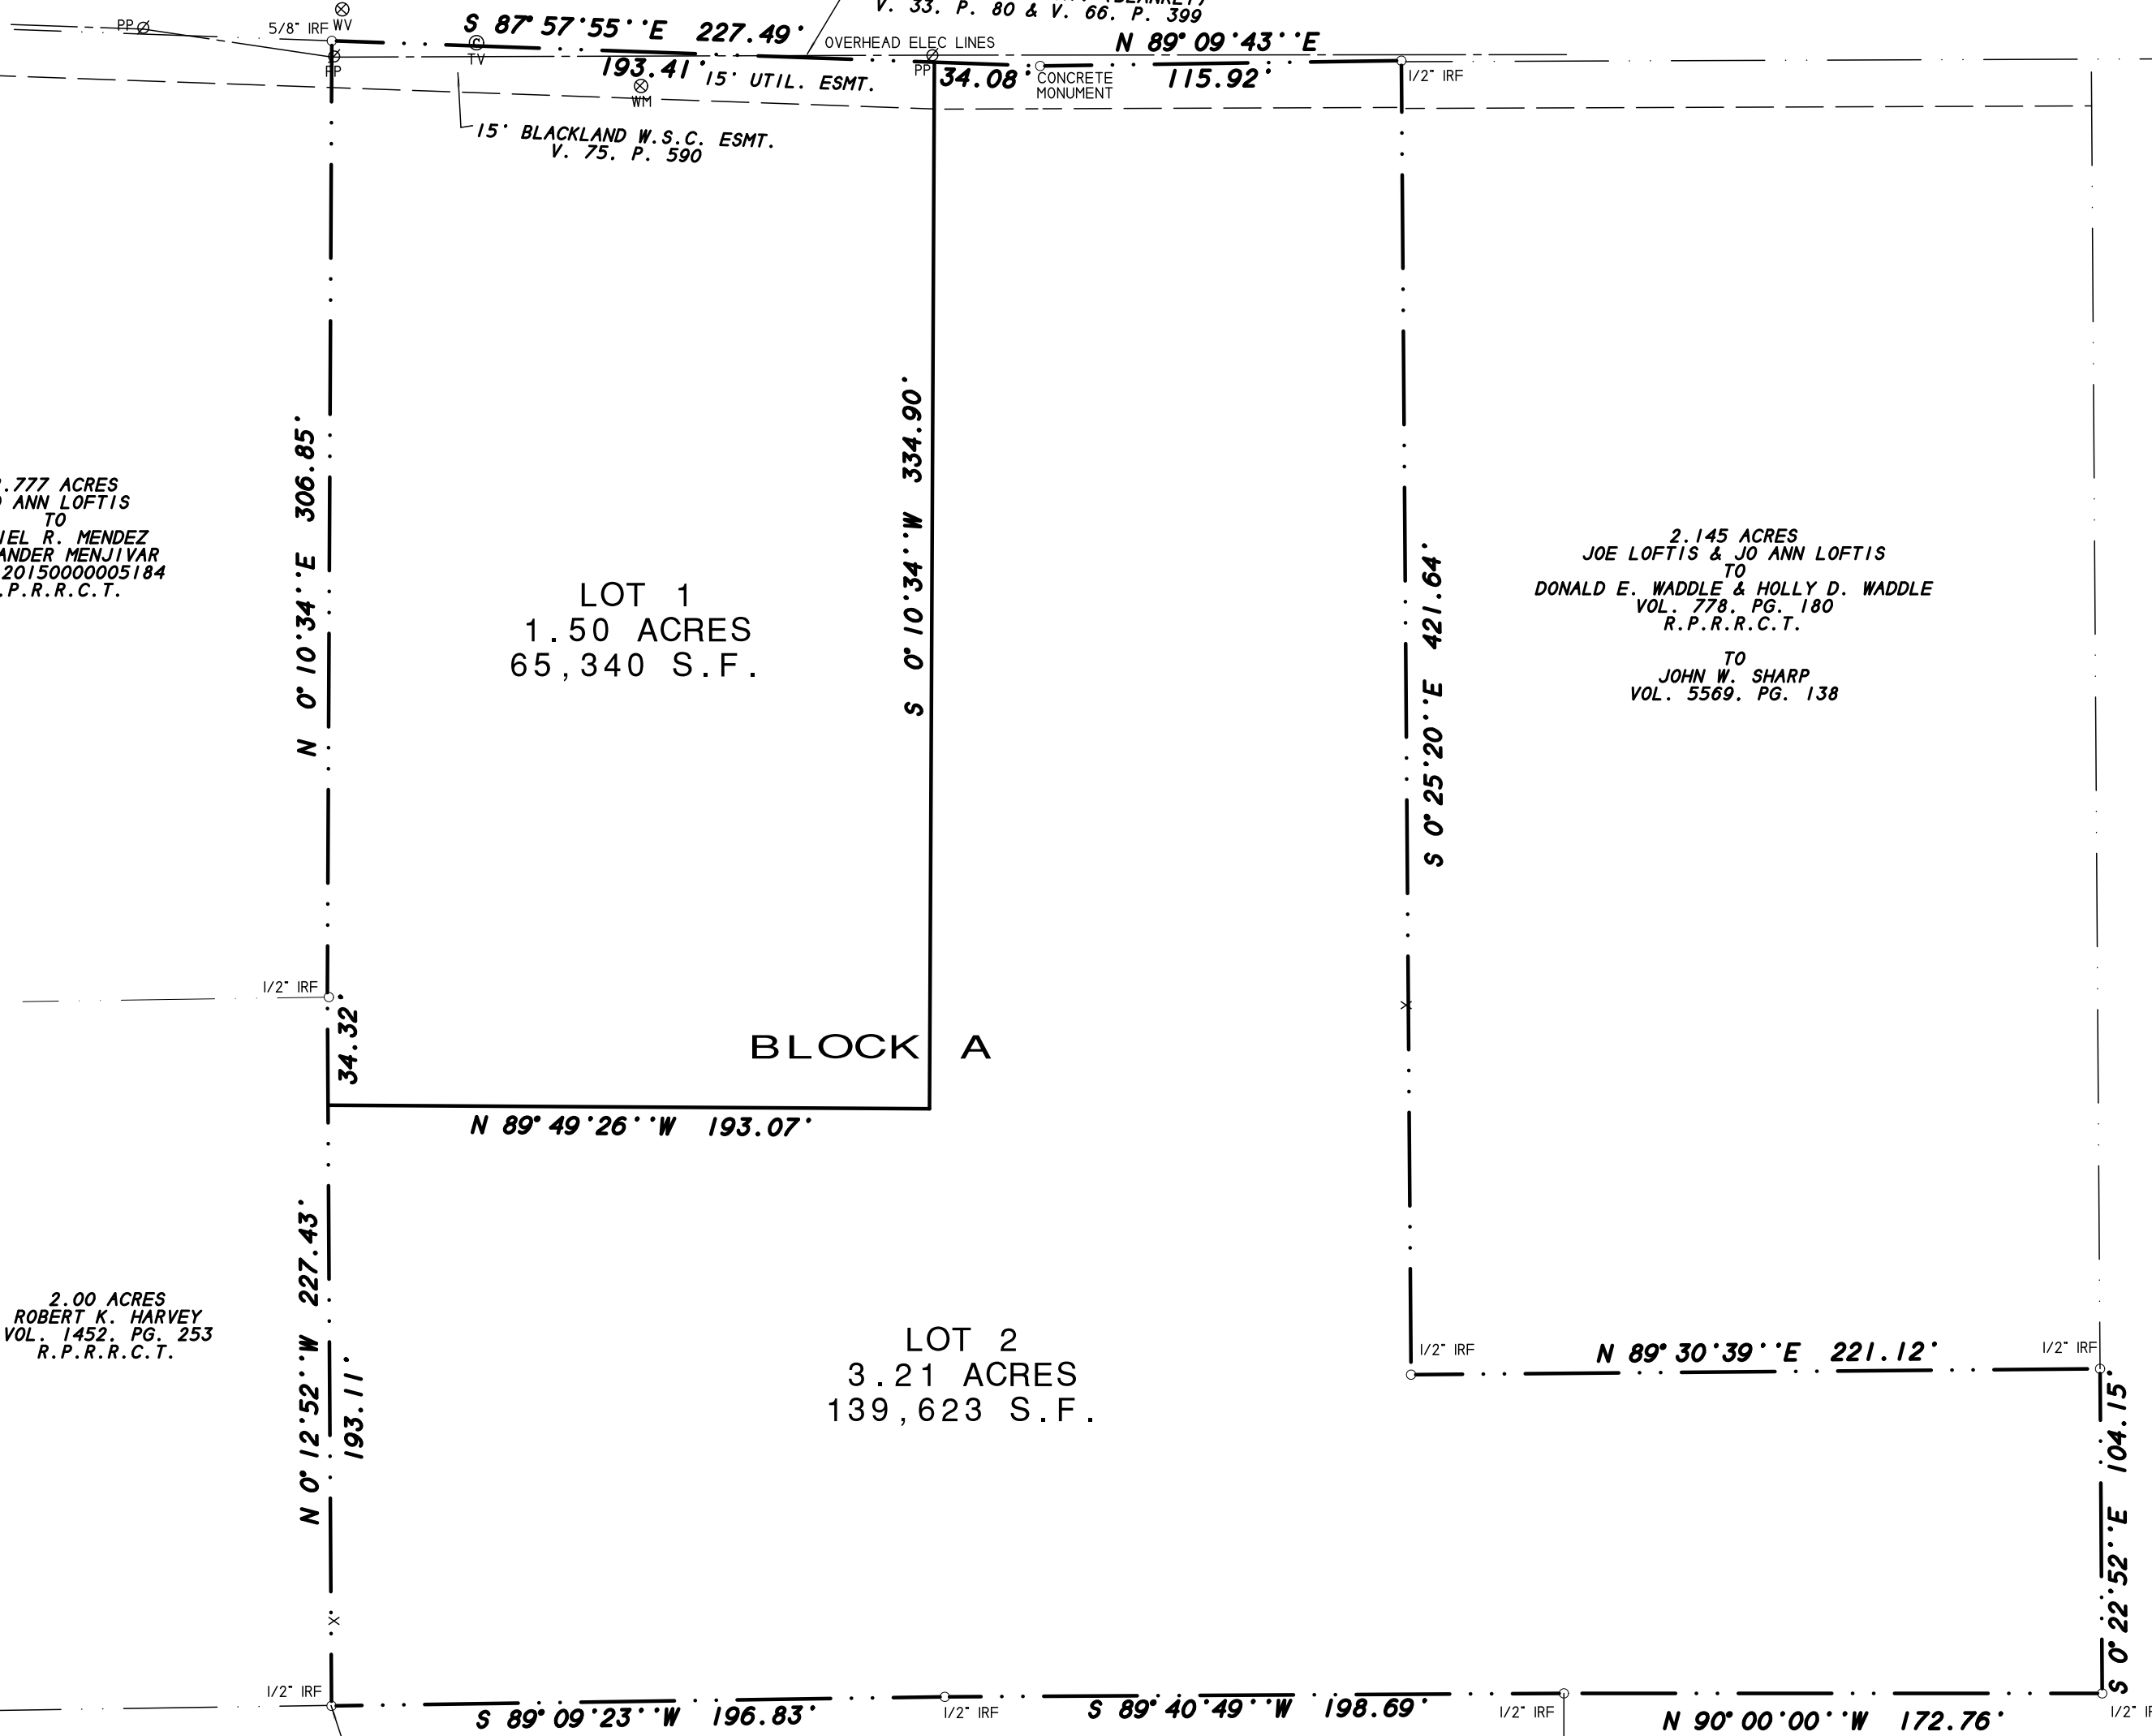 V. 33. P. 80 & V. 66. P. 399
PP
5/8" IRF
WV
S 87°57'55''E 227.49'
TV
PP
OVERHEAD ELEC LINES
N 89°09'43''E
193.41'
15' UTIL. ESMT.
WM
PP
34.08'
CONCRETE
MONUMENT
115.92'
1/2" IRF
15' BLACKLAND W.S.C. ESMT.
V. 75. P. 590
N 0°10'34''E 306.85'
S 0°10'34''W 334.90'
S 0°25'20''E 421.64'
.777 ACRES
ANN LOFTIS
TO
IEL R. MENDEZ
ANDER MENJIVAR
20150000005184
.P.R.R.C.T.
LOT 1
1.50 ACRES
65,340 S.F.
2.145 ACRES
JOE LOFTIS & JO ANN LOFTIS
TO
DONALD E. WADDLE & HOLLY D. WADDLE
VOL. 778. PG. 180
R.P.R.R.C.T.
TO
JOHN W. SHARP
VOL. 5569. PG. 138
1/2" IRF
34.32'
BLOCK A
N 89°49'26''W 193.07'
N 0°12'52''W 227.43'
193.11'
2.00 ACRES
ROBERT K. HARVEY
VOL. 1452. PG. 253
R.P.R.R.C.T.
LOT 2
3.21 ACRES
139,623 S.F.
1/2" IRF
N 89°30'39''E 221.12'
1/2" IRF
S 0°22'52''E 104.15'
1/2" IRF
S 89°09'23''W 196.83'
1/2" IRF
S 89°40'49''W 198.69'
1/2" IRF
N 90°00'00''W 172.76'
1/2" IF